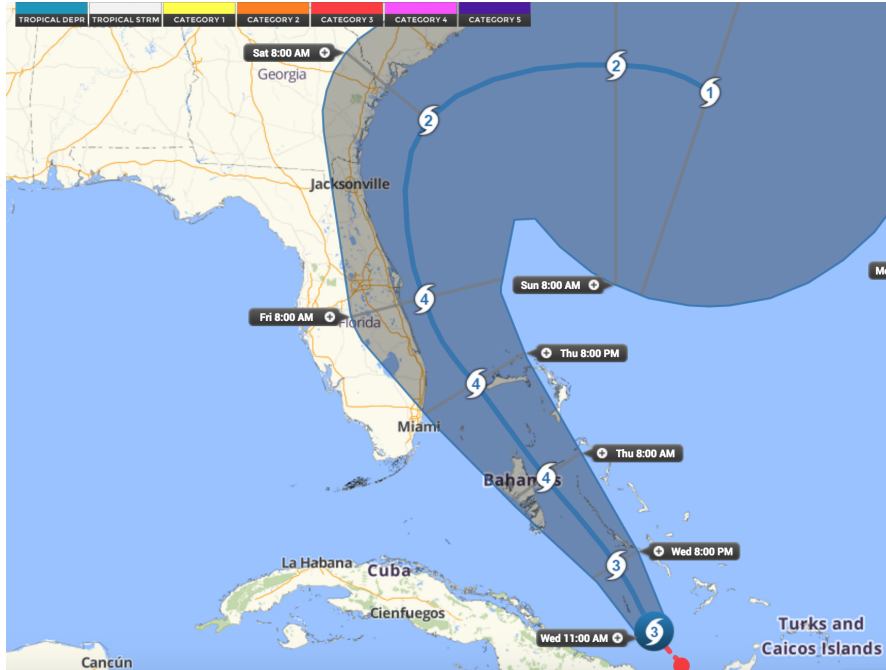 TROPICAL DEPR TROPICAL STRM CATEGORY 1 CATEGORY 2 CATEGORY 3 CATEGORY 4 CATEGORY 5
Sat 8:00 AM
Georgia
2
2
1
Jacksonville
Sun 8:00 AM
4
Fri 8:00 AM
Florida
Thu 8:00 PM
4
Miami
Thu 8:00 AM
Bahamas
4
Wed 8:00 PM
La Habana
3
Cuba
Cienfuegos
Wed 11:00 AM
3
Turks and
Caicos Islands
Cancún